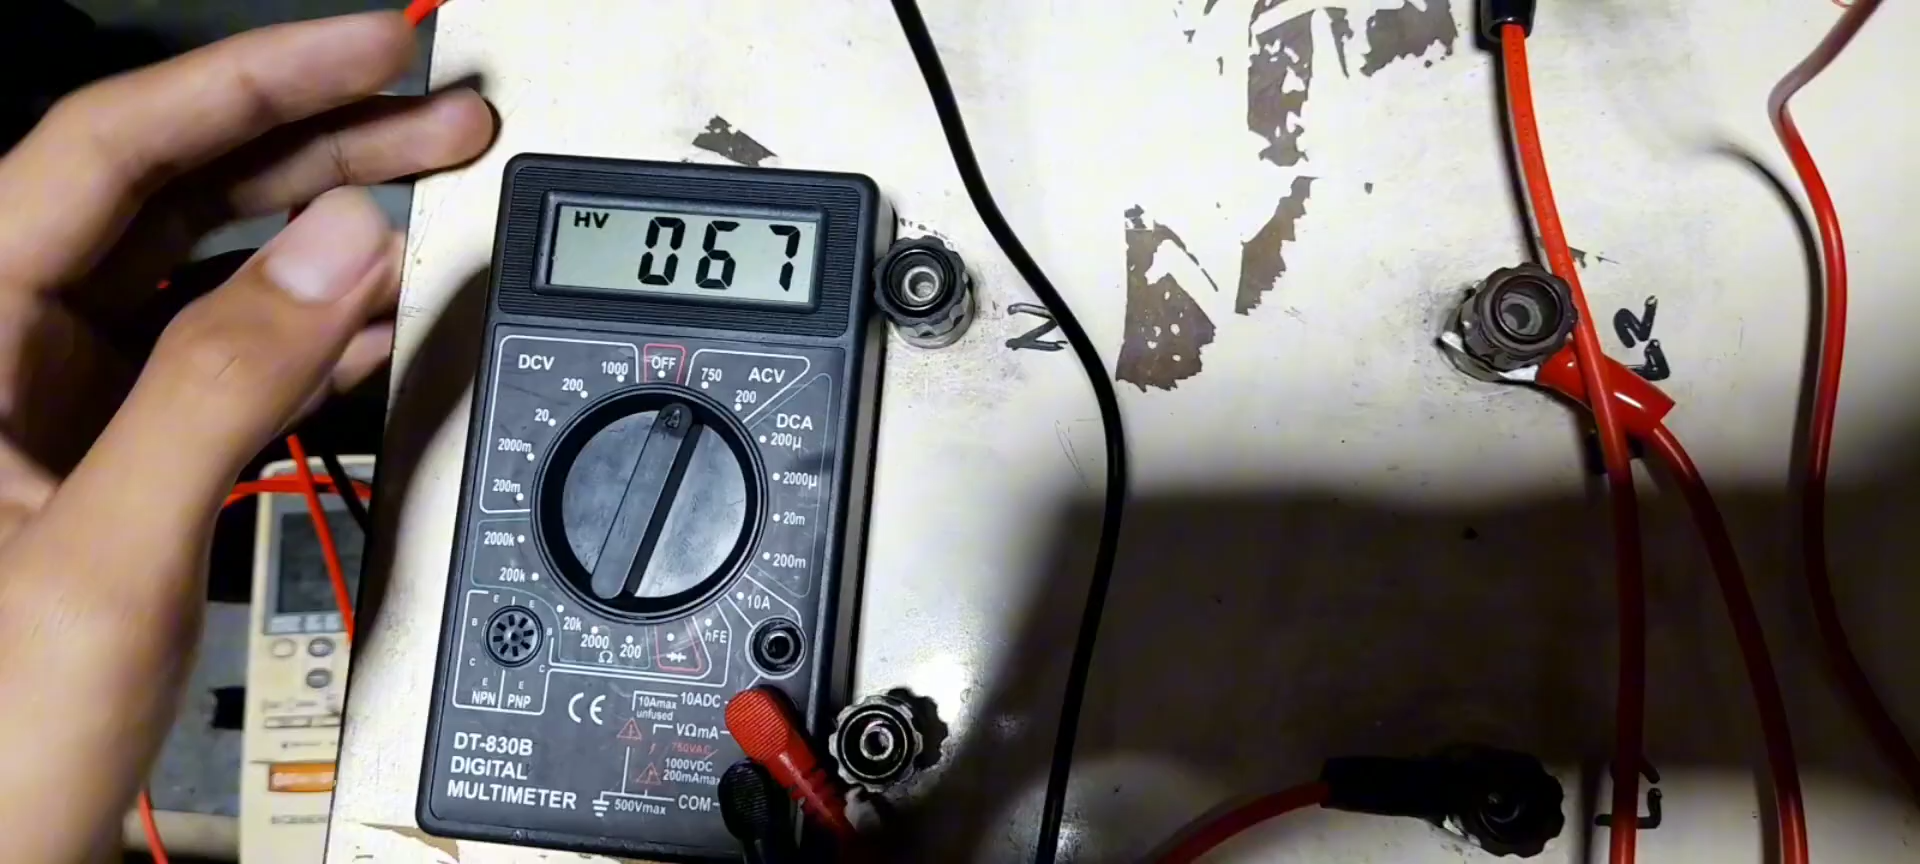 HV 067
DCV
1000
OFF
750
ACV
200
200
20
DCA
200μ
2000m
2000μ
200m
20m
2000k
200m
200k
10A
20k
2000
Ω
200
hFE
E
E
E
B
B
C
C
E
E
NPN
PNP
CE
10Amax
unfused
10ADC
VΩmA
750VAC
1000VDC
200mAmax
500Vmax
COM
DT-830B
DIGITAL
MULTIMETER
N
L2